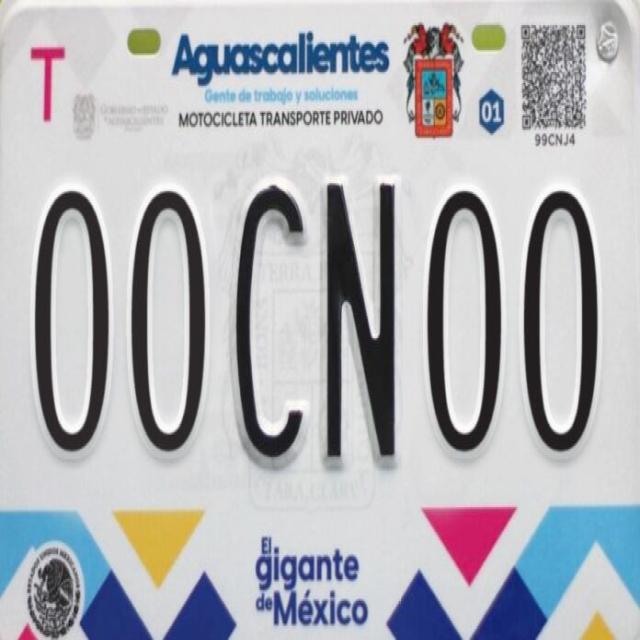 T
GOBIERNO DEL ESTADO
DE AGUASCALIENTES
Aguascalientes
Gente de trabajo y soluciones
MOTOCICLETA TRANSPORTE PRIVADO
01
99CNJ4
00CN00
El
gigante
de México